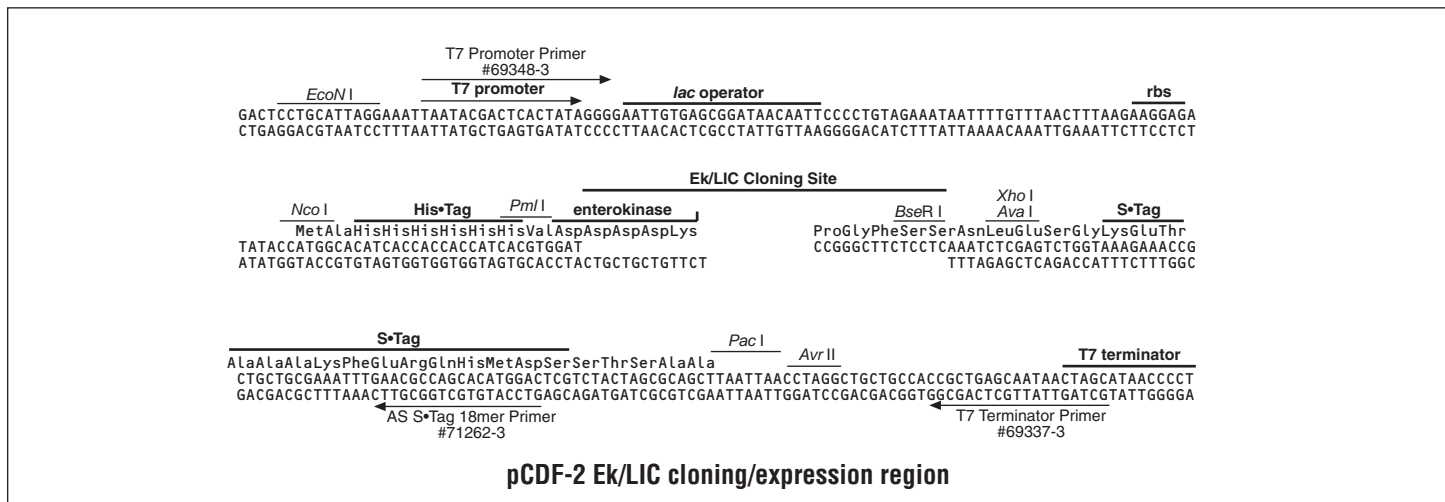 T7 Promoter Primer
#69348-3
EcoN I
T7 promoter
lac operator
rbs
GACTCCTGCATTAGGAAATTAATACGACTCACTATAGGGGAATTGTGAGCGGATAACAATTCCCCTGTAGAAATAATTTTGTTTAACTTTAAGAAGGAGA
CTGAGGACGTAATCCTTTAATTATGCTGAGTGATATCCCCTTAACACTCGCCTATTGTTAAGGGGACATCTTTATTAAAACAAATTGAAATTCTTCCTCT
Ek/LIC Cloning Site
Nco I
His•Tag
Pml I
enterokinase
BseR I
Xho I
Ava I
S•Tag
MetAlaHisHisHisHisHisHisValAspAspAspAspLys
ProGlyPheSerSerAsnLeuGluSerGlyLysGluThr
TATACCATGGCACATCACCACCACCATCACGTGGAT
CCGGGCTTCTCCTCAAATCTCGAGTCTGGTAAAGAAACCG
ATATGGTACCGTGTAGTGGTGGTGGTAGTGCACCTACTGCTGCTGTTCT
TTTAGAGCTCAGACCATTTCTTTGGC
S•Tag
Pac I
Avr II
T7 terminator
AlaAlaAlaLysPheGluArgGlnHisMetAspSerSerThrSerAlaAla
CTGCTGCGAAATTTGAACGCCAGCACATGGACTCGTCTACTAGCGCAGCTTAATTAACCTAGGCTGCTGCCACCGCTGAGCAATAACTAGCATAACCCCT
GACGACGCTTTAAACTTGCGGTCGTGTACCTGAGCAGATGATCGCGTCGAATTAATTGGATCCGACGACGGTGGCGACTCGTTATTGATCGTATTGGGGA
AS S•Tag 18mer Primer
#71262-3
T7 Terminator Primer
#69337-3
pCDF-2 Ek/LIC cloning/expression region